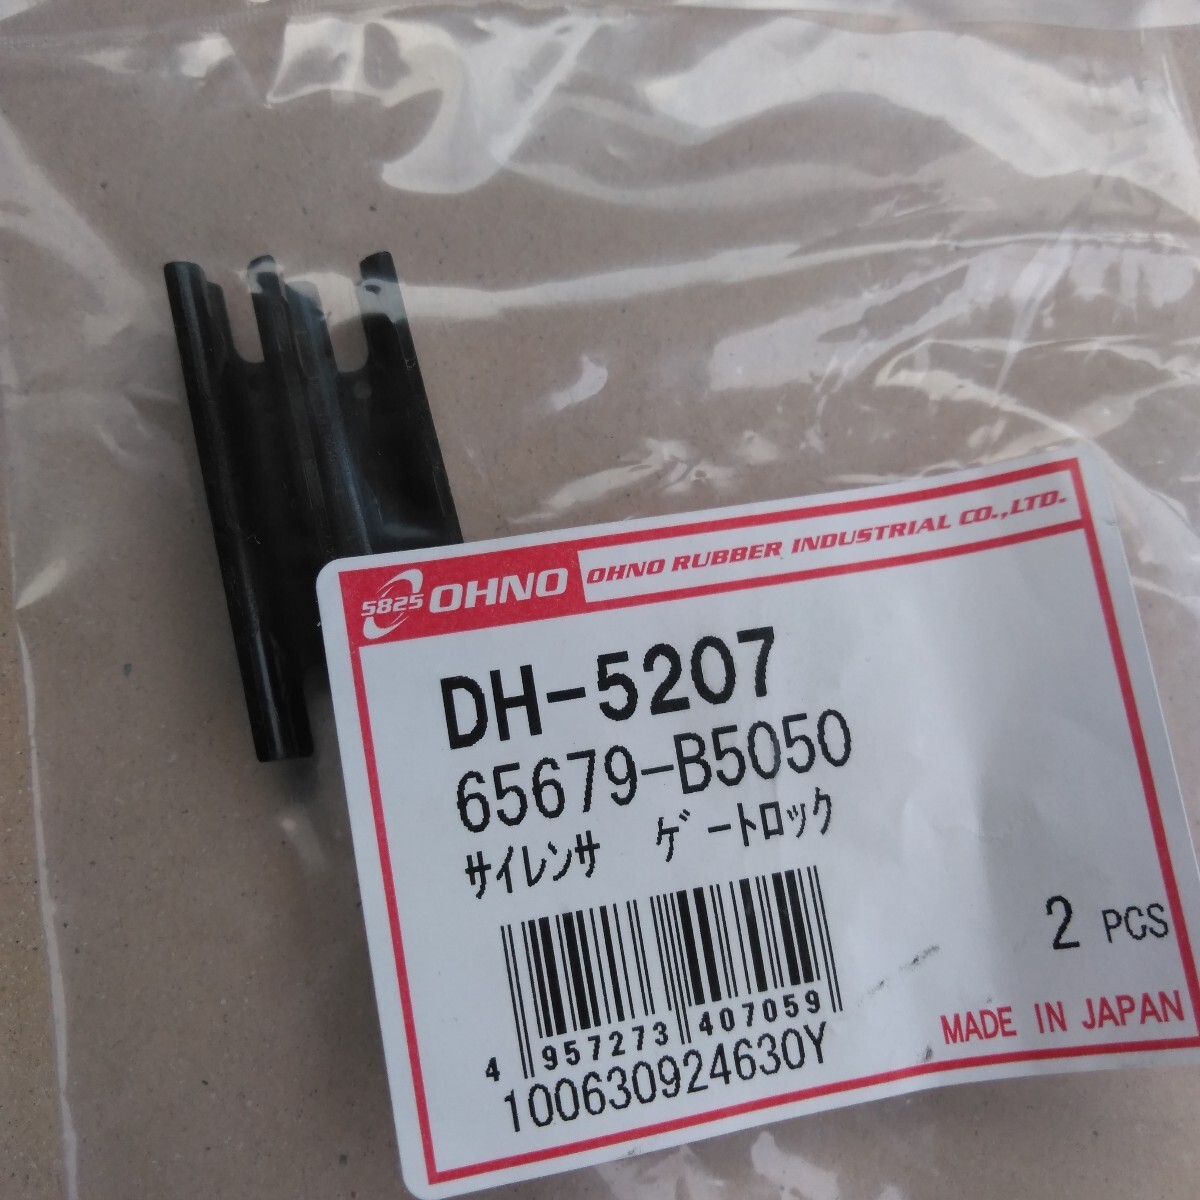 5825 OHNO OHNO RUBBER INDUSTRIAL CO.,LTD.
DH-5207
65679-B5050
ｻｲﾚﾝｻ ｹﾞｰﾄﾛｯｸ
2 PCS
4 957273 407059
MADE IN JAPAN
100630924630Y